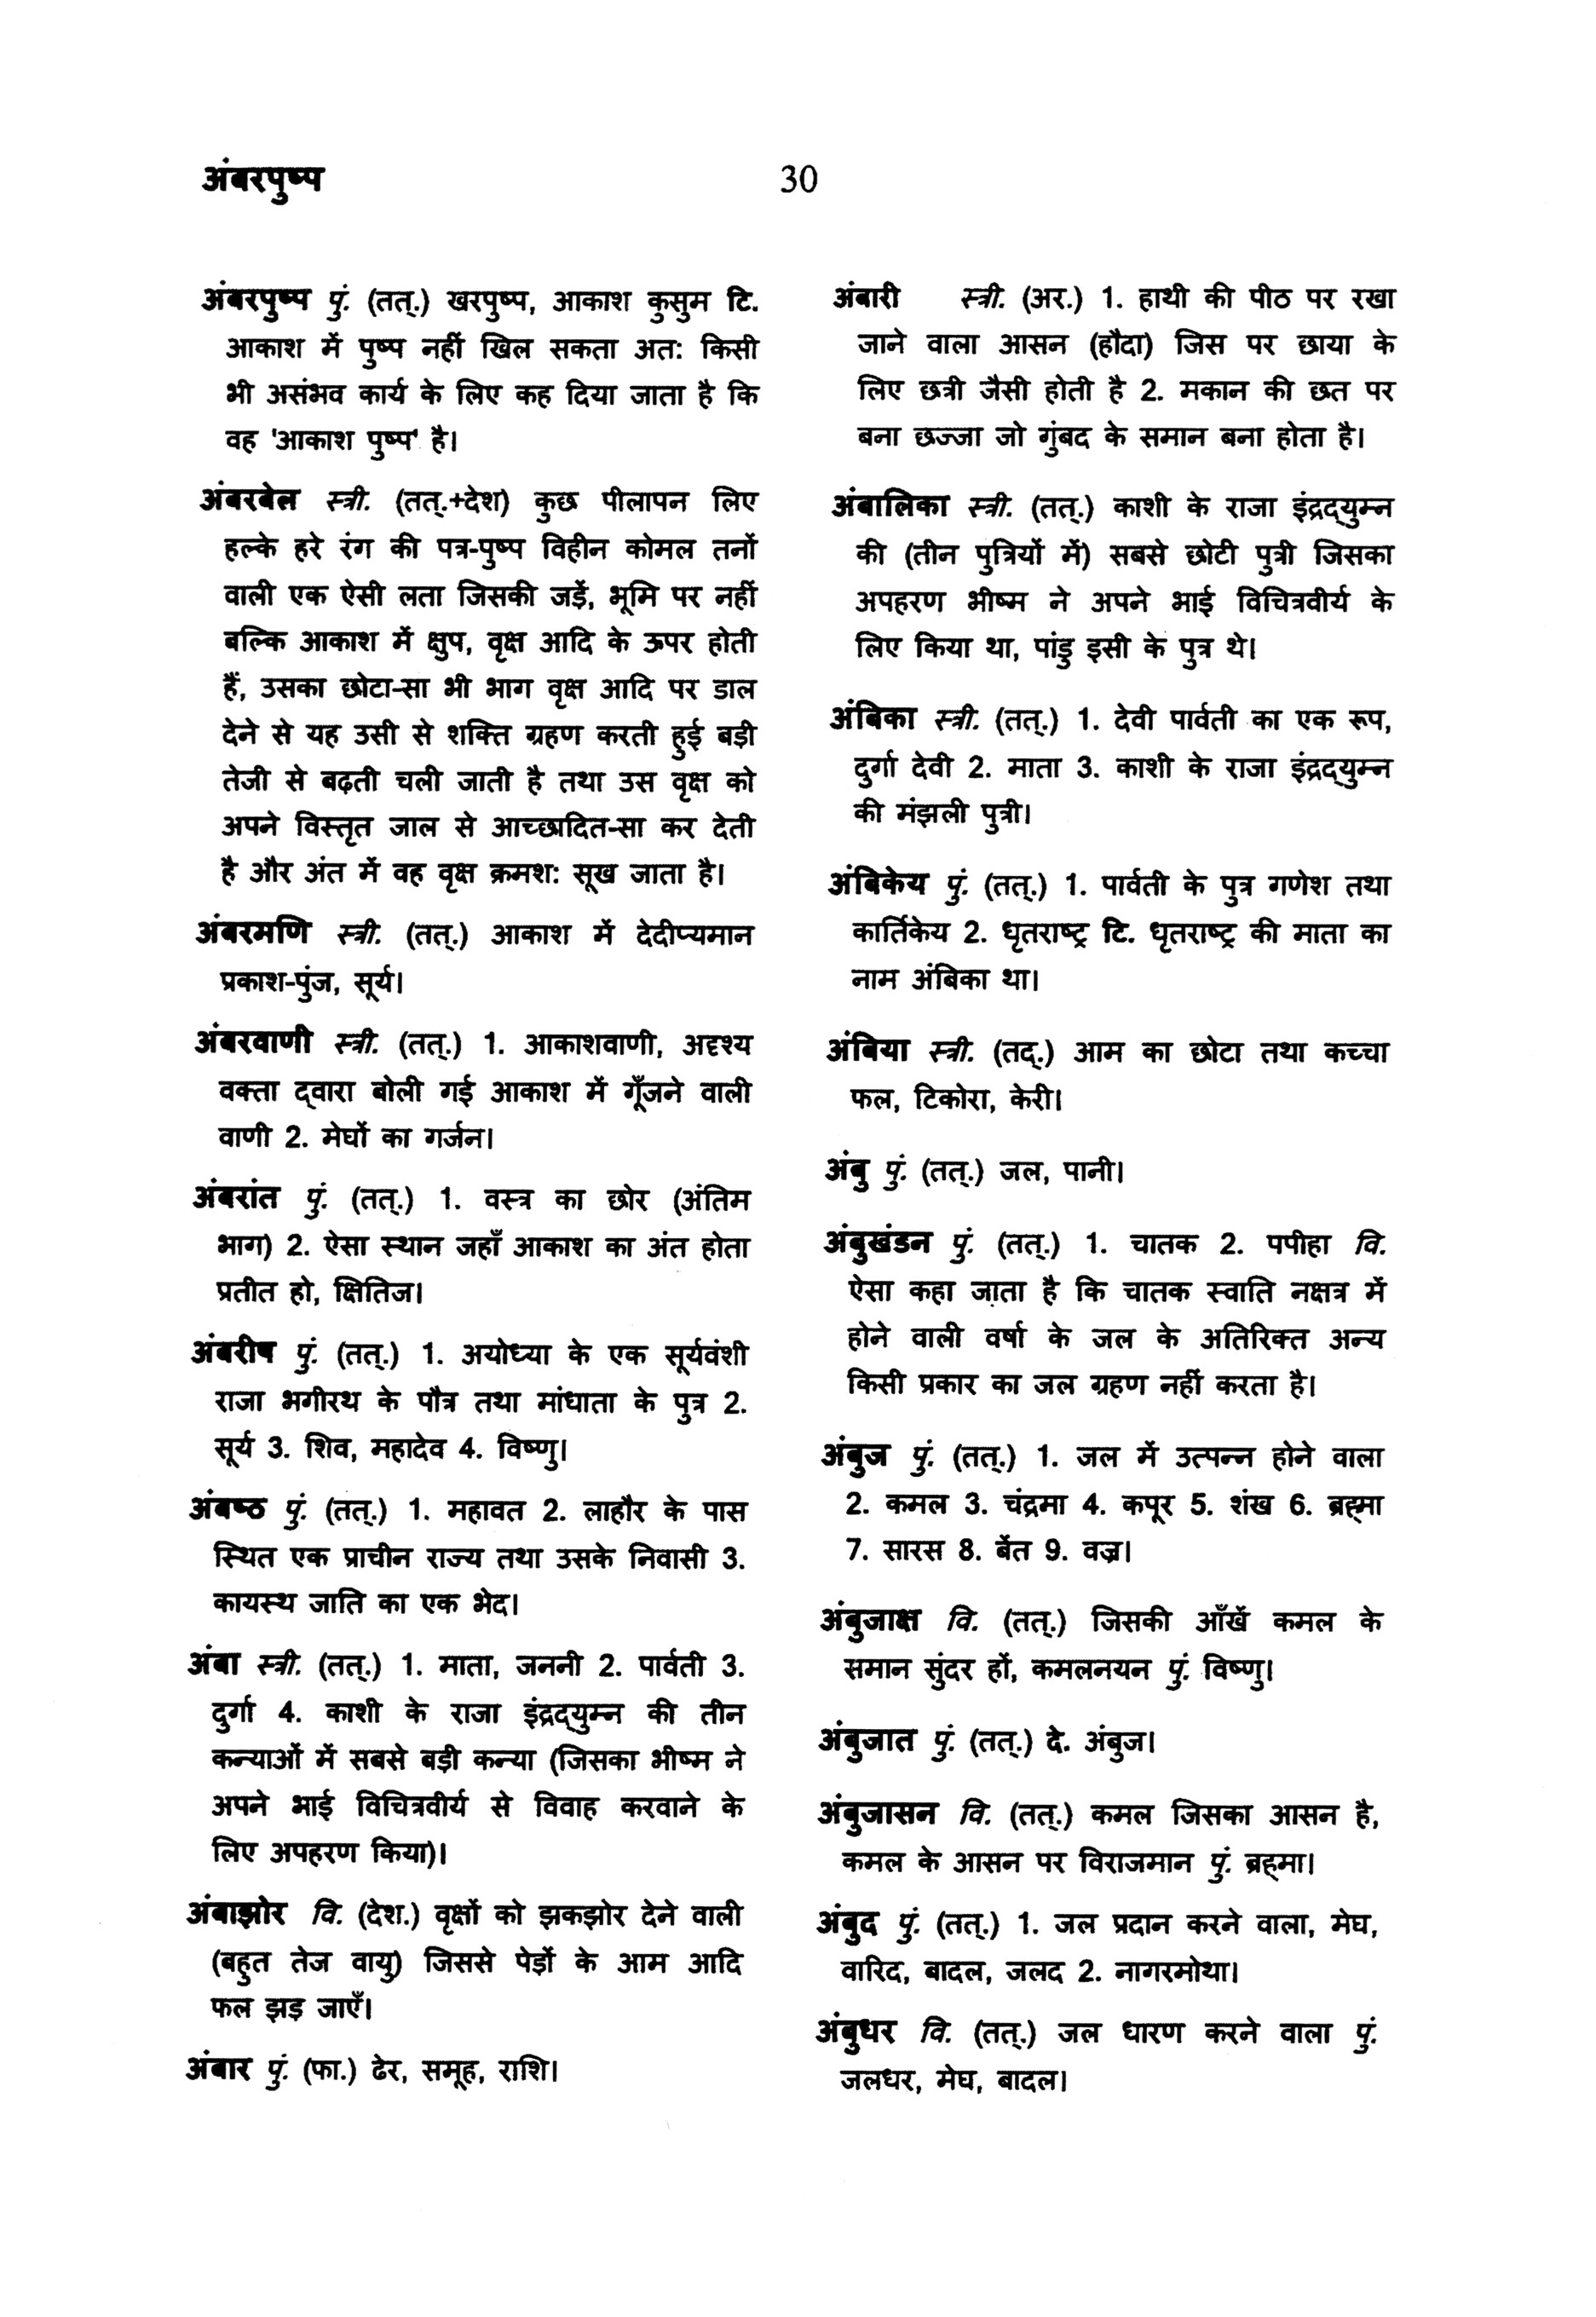 अंबरपुष्प
30
अंबरपुष्प पुं. (तत्.) खरपुष्प, आकाश कुसुम टि.
आकाश में पुष्प नहीं खिल सकता अत: किसी
भी असंभव कार्य के लिए कह दिया जाता है कि
वह 'आकाश पुष्प' है।
अंबरबेल स्त्री. (तत्.+देश) कुछ पीलापन लिए
हल्के हरे रंग की पत्र-पुष्प विहीन कोमल तनों
वाली एक ऐसी लता जिसकी जड़ें, भूमि पर नहीं
बल्कि आकाश में क्षुप, वृक्ष आदि के ऊपर होती
हैं, उसका छोटा-सा भी भाग वृक्ष आदि पर डाल
देने से यह उसी से शक्ति ग्रहण करती हुई बड़ी
तेजी से बढ़ती चली जाती है तथा उस वृक्ष को
अपने विस्तृत जाल से आच्छादित-सा कर देती
है और अंत में वह वृक्ष क्रमश: सूख जाता है।
अंबरमणि स्त्री. (तत्.) आकाश में देदीप्यमान
प्रकाश-पुंज, सूर्य।
अंबरवाणी स्त्री. (तत्.) 1. आकाशवाणी, अदृश्य
वक्ता द्‌वारा बोली गई आकाश में गूँजने वाली
वाणी 2. मेघों का गर्जन।
अंबरांत पुं. (तत्.) 1. वस्त्र का छोर (अंतिम
भाग) 2. ऐसा स्थान जहाँ आकाश का अंत होता
प्रतीत हो, क्षितिज।
अंबरीष पुं. (तत्.) 1. अयोध्या के एक सूर्यवंशी
राजा भगीरथ के पौत्र तथा मांधाता के पुत्र 2.
सूर्य 3. शिव, महादेव 4. विष्णु।
अंबष्ठ पुं. (तत्.) 1. महावत 2. लाहौर के पास
स्थित एक प्राचीन राज्य तथा उसके निवासी 3.
कायस्थ जाति का एक भेद।
अंबा स्त्री. (तत्.) 1. माता, जननी 2. पार्वती 3.
दुर्गा 4. काशी के राजा इंद्रद्‌युम्न की तीन
कन्याओं में सबसे बड़ी कन्या (जिसका भीष्म ने
अपने भाई विचित्रवीर्य से विवाह करवाने के
लिए अपहरण किया)।
अंबाझोर वि. (देश.) वृक्षों को झकझोर देने वाली
(बहुत तेज वायु) जिससे पेड़ों के आम आदि
फल झड़ जाएँ।
अंबार पुं. (फा.) ढेर, समूह, राशि।
अंबारी स्त्री. (अर.) 1. हाथी की पीठ पर रखा
जाने वाला आसन (हौदा) जिस पर छाया के
लिए छत्री जैसी होती है 2. मकान की छत पर
बना छज्जा जो गुंबद के समान बना होता है।
अंबालिका स्त्री. (तत्.) काशी के राजा इंद्रद्‌युम्न
की (तीन पुत्रियों में) सबसे छोटी पुत्री जिसका
अपहरण भीष्म ने अपने भाई विचित्रवीर्य के
लिए किया था, पांडु इसी के पुत्र थे।
अंबिका स्त्री. (तत्.) 1. देवी पार्वती का एक रूप,
दुर्गा देवी 2. माता 3. काशी के राजा इंद्रद्‌युम्न
की मंझली पुत्री।
अंबिकेय पुं. (तत्.) 1. पार्वती के पुत्र गणेश तथा
कार्तिकेय 2. धृतराष्ट्र टि. धृतराष्ट्र की माता का
नाम अंबिका था।
अंबिया स्त्री. (तद्.) आम का छोटा तथा कच्चा
फल, टिकोरा, केरी।
अंबु पुं. (तत्.) जल, पानी।
अंबुखंडन पुं. (तत्.) 1. चातक 2. पपीहा वि.
ऐसा कहा जाता है कि चातक स्वाति नक्षत्र में
होने वाली वर्षा के जल के अतिरिक्त अन्य
किसी प्रकार का जल ग्रहण नहीं करता है।
अंबुज पुं. (तत्.) 1. जल में उत्पन्न होने वाला
2. कमल 3. चंद्रमा 4. कपूर 5. शंख 6. ब्रह्‌मा
7. सारस 8. बेंत 9. वज्र।
अंबुजाक्ष वि. (तत्.) जिसकी आँखें कमल के
समान सुंदर हों, कमलनयन पुं. विष्णु।
अंबुजात पुं. (तत्.) दे. अंबुज।
अंबुजासन वि. (तत्.) कमल जिसका आसन है,
कमल के आसन पर विराजमान पुं. ब्रह्‌मा।
अंबुद पुं. (तत्.) 1. जल प्रदान करने वाला, मेघ,
वारिद, बादल, जलद 2. नागरमोथा।
अंबुधर वि. (तत्.) जल धारण करने वाला पुं.
जलधर, मेघ, बादल।